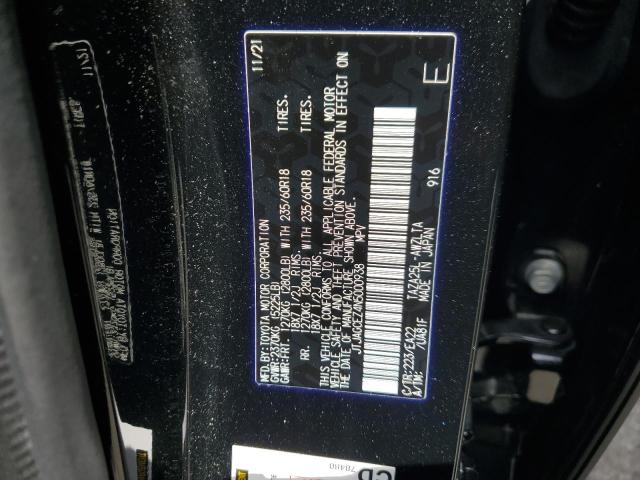 MFD. BY: TOYOTA MOTOR CORPORATION 11/21
GVWR: 2370KG (5225LB)
GAWR: FRT. 1270KG (2800LB) WITH 235/60R18 TIRES.
18X7 1/2J RIMS.
RR. 1270KG (2800LB) WITH 235/60R18 TIRES.
18X7 1/2J RIMS.
THIS VEHICLE CONFORMS TO ALL APPLICABLE FEDERAL MOTOR
VEHICLE SAFETY AND THEFT PREVENTION STANDARDS IN EFFECT ON
THE DATE OF MANUFACTURE SHOWN ABOVE.
MPV
E
C/TR: 223/EA22 TAZA25L-AWZLTA
A/TM: MADE IN JAPAN 916
78480